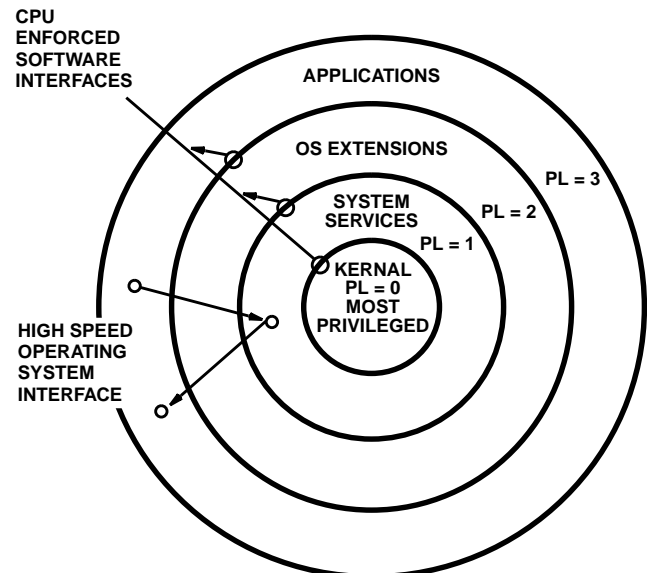 CPU
ENFORCED
SOFTWARE
INTERFACES
APPLICATIONS
OS EXTENSIONS
PL = 3
SYSTEM
SERVICES
PL = 2
PL = 1
KERNAL
PL = 0
MOST
PRIVILEGED
HIGH SPEED
OPERATING
SYSTEM
INTERFACE